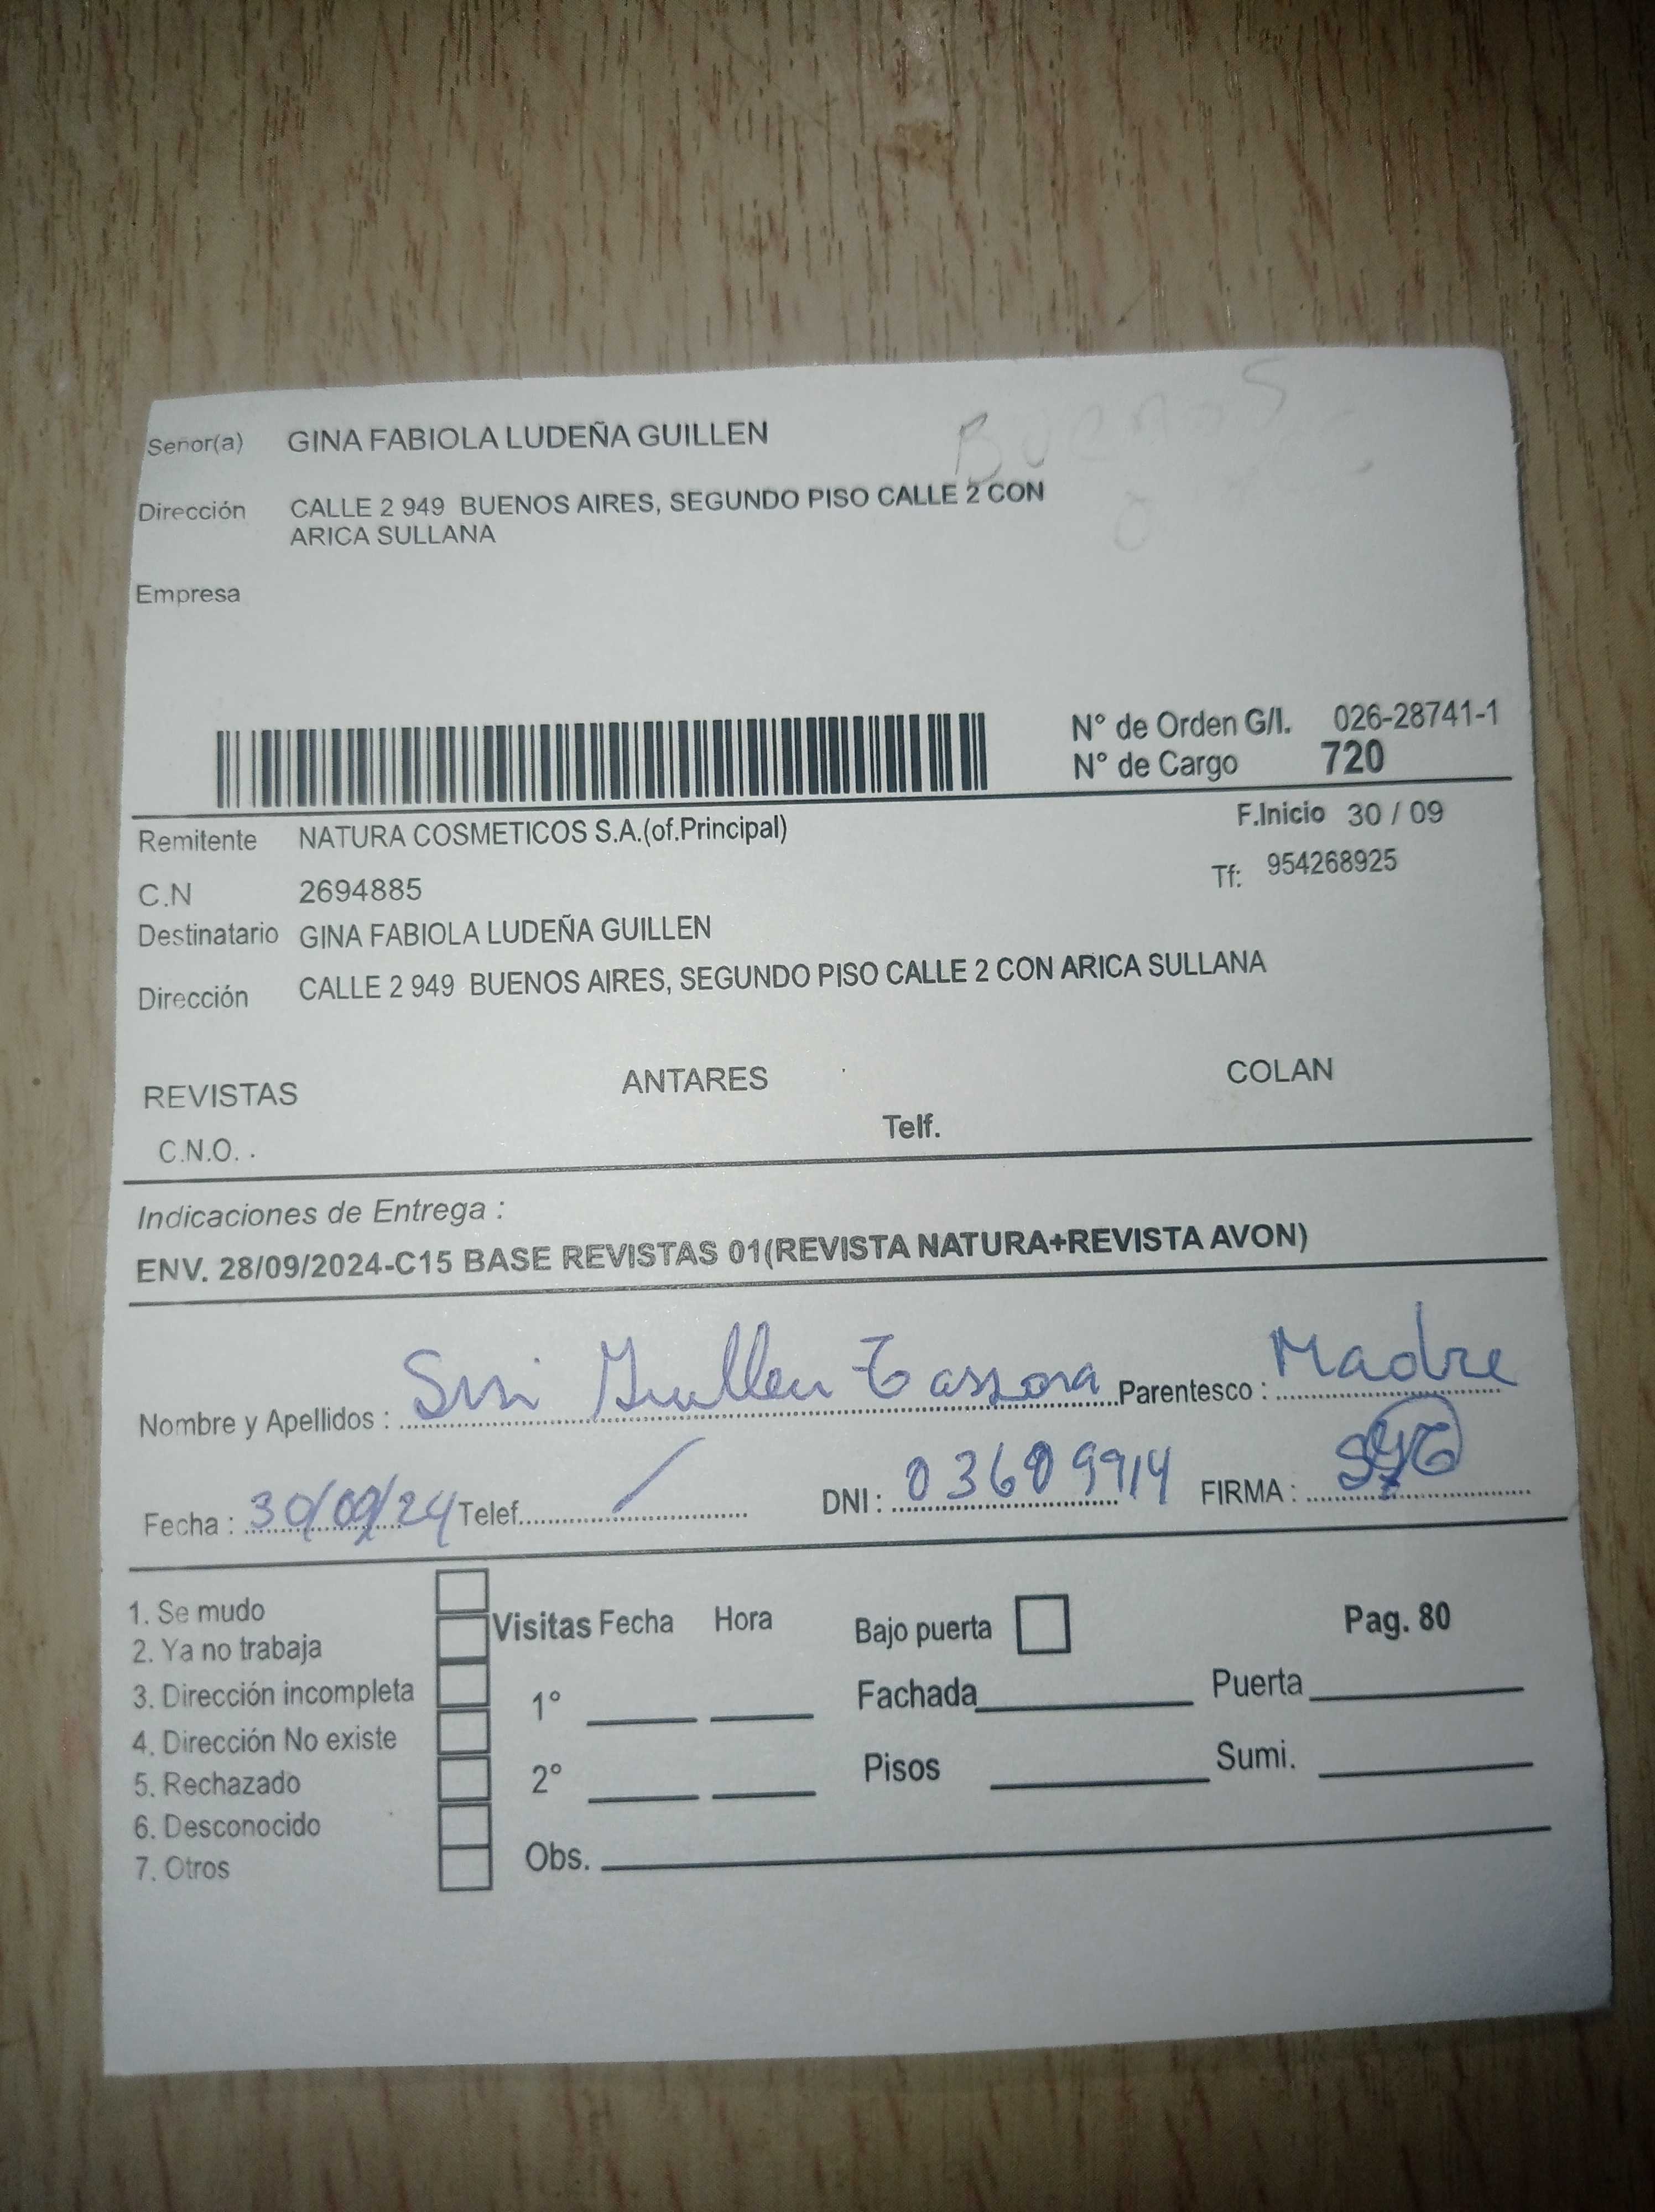 Buenos
Señor(a) GINA FABIOLA LUDEÑA GUILLEN
Dirección CALLE 2 949 BUENOS AIRES, SEGUNDO PISO CALLE 2 CON
ARICA SULLANA
Empresa
N° de Orden G/I. 026-28741-1
N° de Cargo 720
F.Inicio 30 / 09
Remitente NATURA COSMETICOS S.A.(of.Principal)
Tf: 954268925
C.N 2694885
Destinatario GINA FABIOLA LUDEÑA GUILLEN
Dirección CALLE 2 949 BUENOS AIRES, SEGUNDO PISO CALLE 2 CON ARICA SULLANA
REVISTAS ANTARES COLAN
C.N.O. . Telf.
Indicaciones de Entrega :
ENV. 28/09/2024-C15 BASE REVISTAS 01(REVISTA NATURA+REVISTA AVON)
Nombre y Apellidos : Guillen Parentesco : Madre
Fecha : 30/09/24 Telef. DNI : FIRMA :
1. Se mudo
2. Ya no trabaja
3. Dirección incompleta
4. Dirección No existe
5. Rechazado
6. Desconocido
7. Otros
Visitas Fecha Hora Bajo puerta Pag. 80
1° Fachada Puerta
2° Pisos Sumi.
Obs.